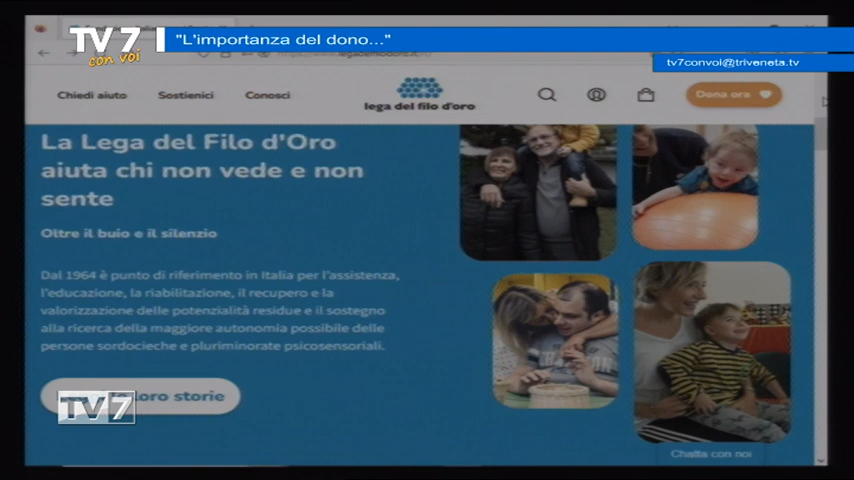 TV7
con voi
"L'importanza del dono..."
tv7convoi@triveneta.tv
Chiedi aiuto
Sostienici
Conosci
lega del filo d'oro
Dona ora
La Lega del Filo d'Oro
aiuta chi non vede e non
sente
Oltre il buio e il silenzio
Dal 1964 è punto di riferimento in Italia per l'assistenza,
l'educazione, la riabilitazione, il recupero e la
valorizzazione delle potenzialità residue e il sostegno
alla ricerca della maggiore autonomia possibile delle
persone sordocieche e pluriminorate psicosensoriali.
loro storie
TV7
Chatta con noi